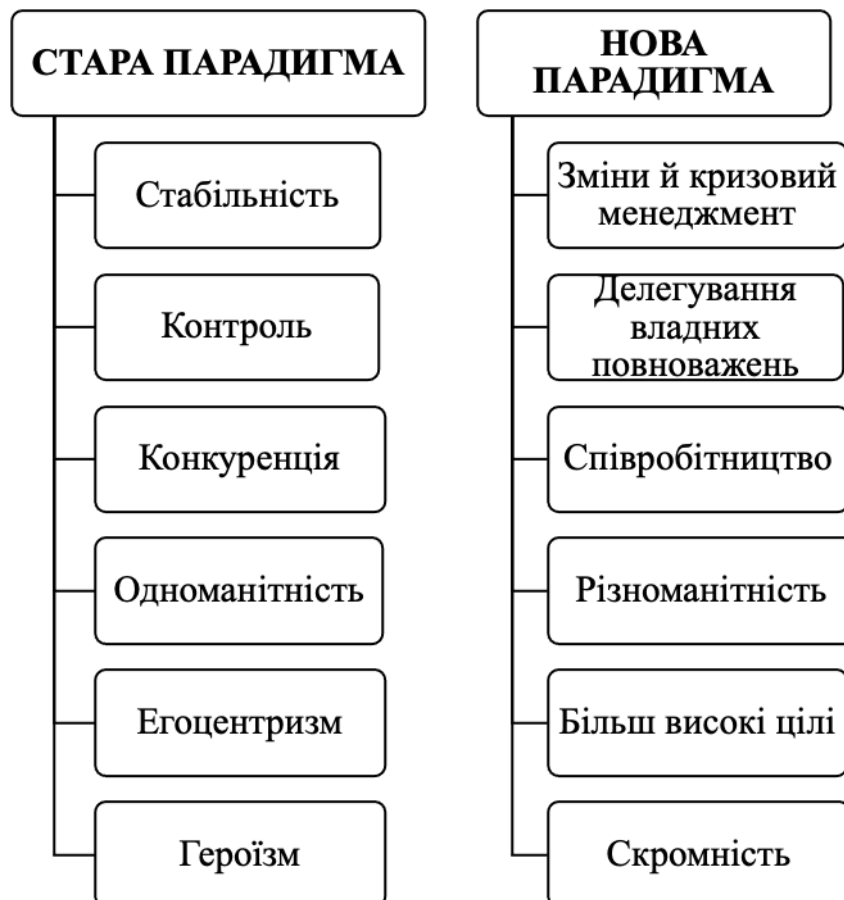 СТАРА ПАРАДИГМА
Стабільність
Контроль
Конкуренція
Одноманітність
Егоцентризм
Героїзм
НОВА
ПАРАДИГМА
Зміни й кризовий
менеджмент
Делегування
владних
повноважень
Співробітництво
Різноманітність
Більш високі цілі
Скромність